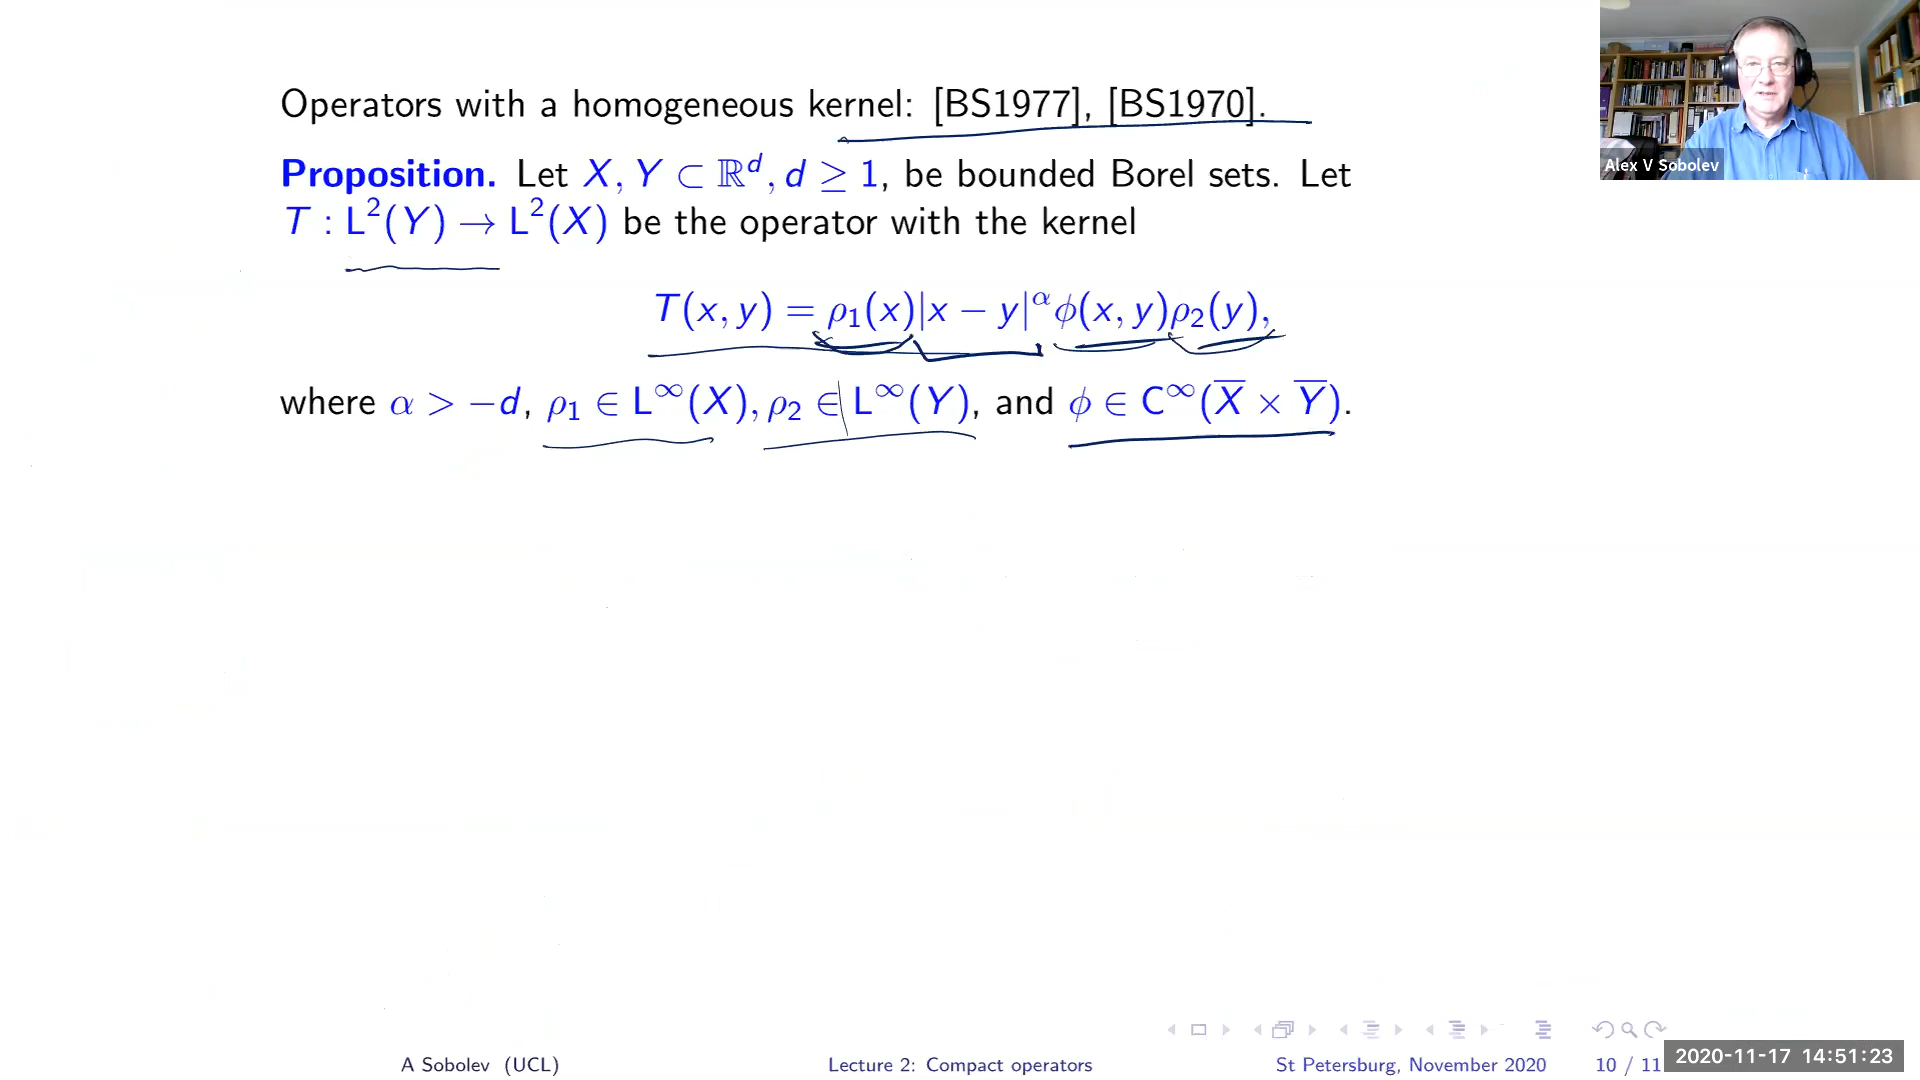 Operators with a homogeneous kernel: [BS1977], [BS1970].
Proposition. Let X, Y ⊂ ℝ^d, d ≥ 1, be bounded Borel sets. Let
T : L²(Y) → L²(X) be the operator with the kernel
T(x, y) = ρ₁(x)|x − y|^α ϕ(x, y)ρ₂(y),
where α > −d, ρ₁ ∈ L^∞(X), ρ₂ ∈ L^∞(Y), and ϕ ∈ C^∞(X̅ × Y̅).
Alex V Sobolev
A Sobolev (UCL)
Lecture 2: Compact operators
St Petersburg, November 2020
10 / 11
2020-11-17 14:51:23